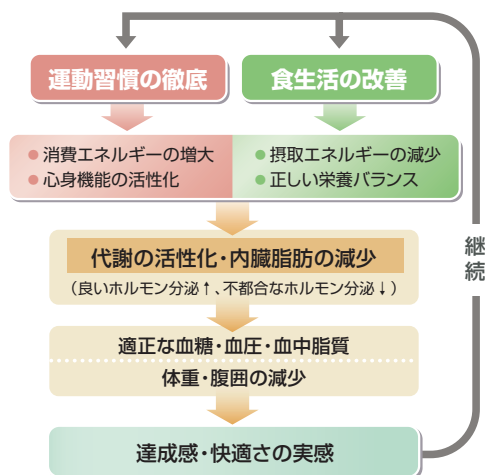 運動習慣の徹底
食生活の改善
● 消費エネルギーの増大
● 心身機能の活性化
● 摂取エネルギーの減少
● 正しい栄養バランス
代謝の活性化・内臓脂肪の減少
（良いホルモン分泌↑、不都合なホルモン分泌↓）
適正な血糖・血圧・血中脂質
体重・腹囲の減少
達成感・快適さの実感
継続